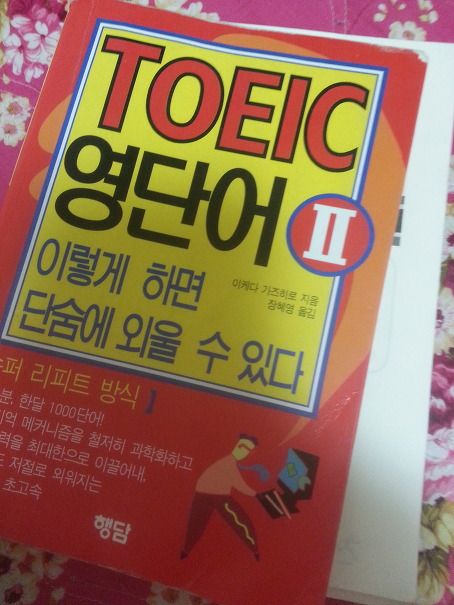 TOEIC
영단어 II
이렇게 하면
단숨에 외울 수 있다
이케다 가즈히로 지음
장혜영 옮김
퍼 리피트 방식 I
분, 한달 1000단어!
억 메커니즘을 철저히 과학화하고
력을 최대한으로 이끌어내,
도 저절로 외워지는
초고속
행담